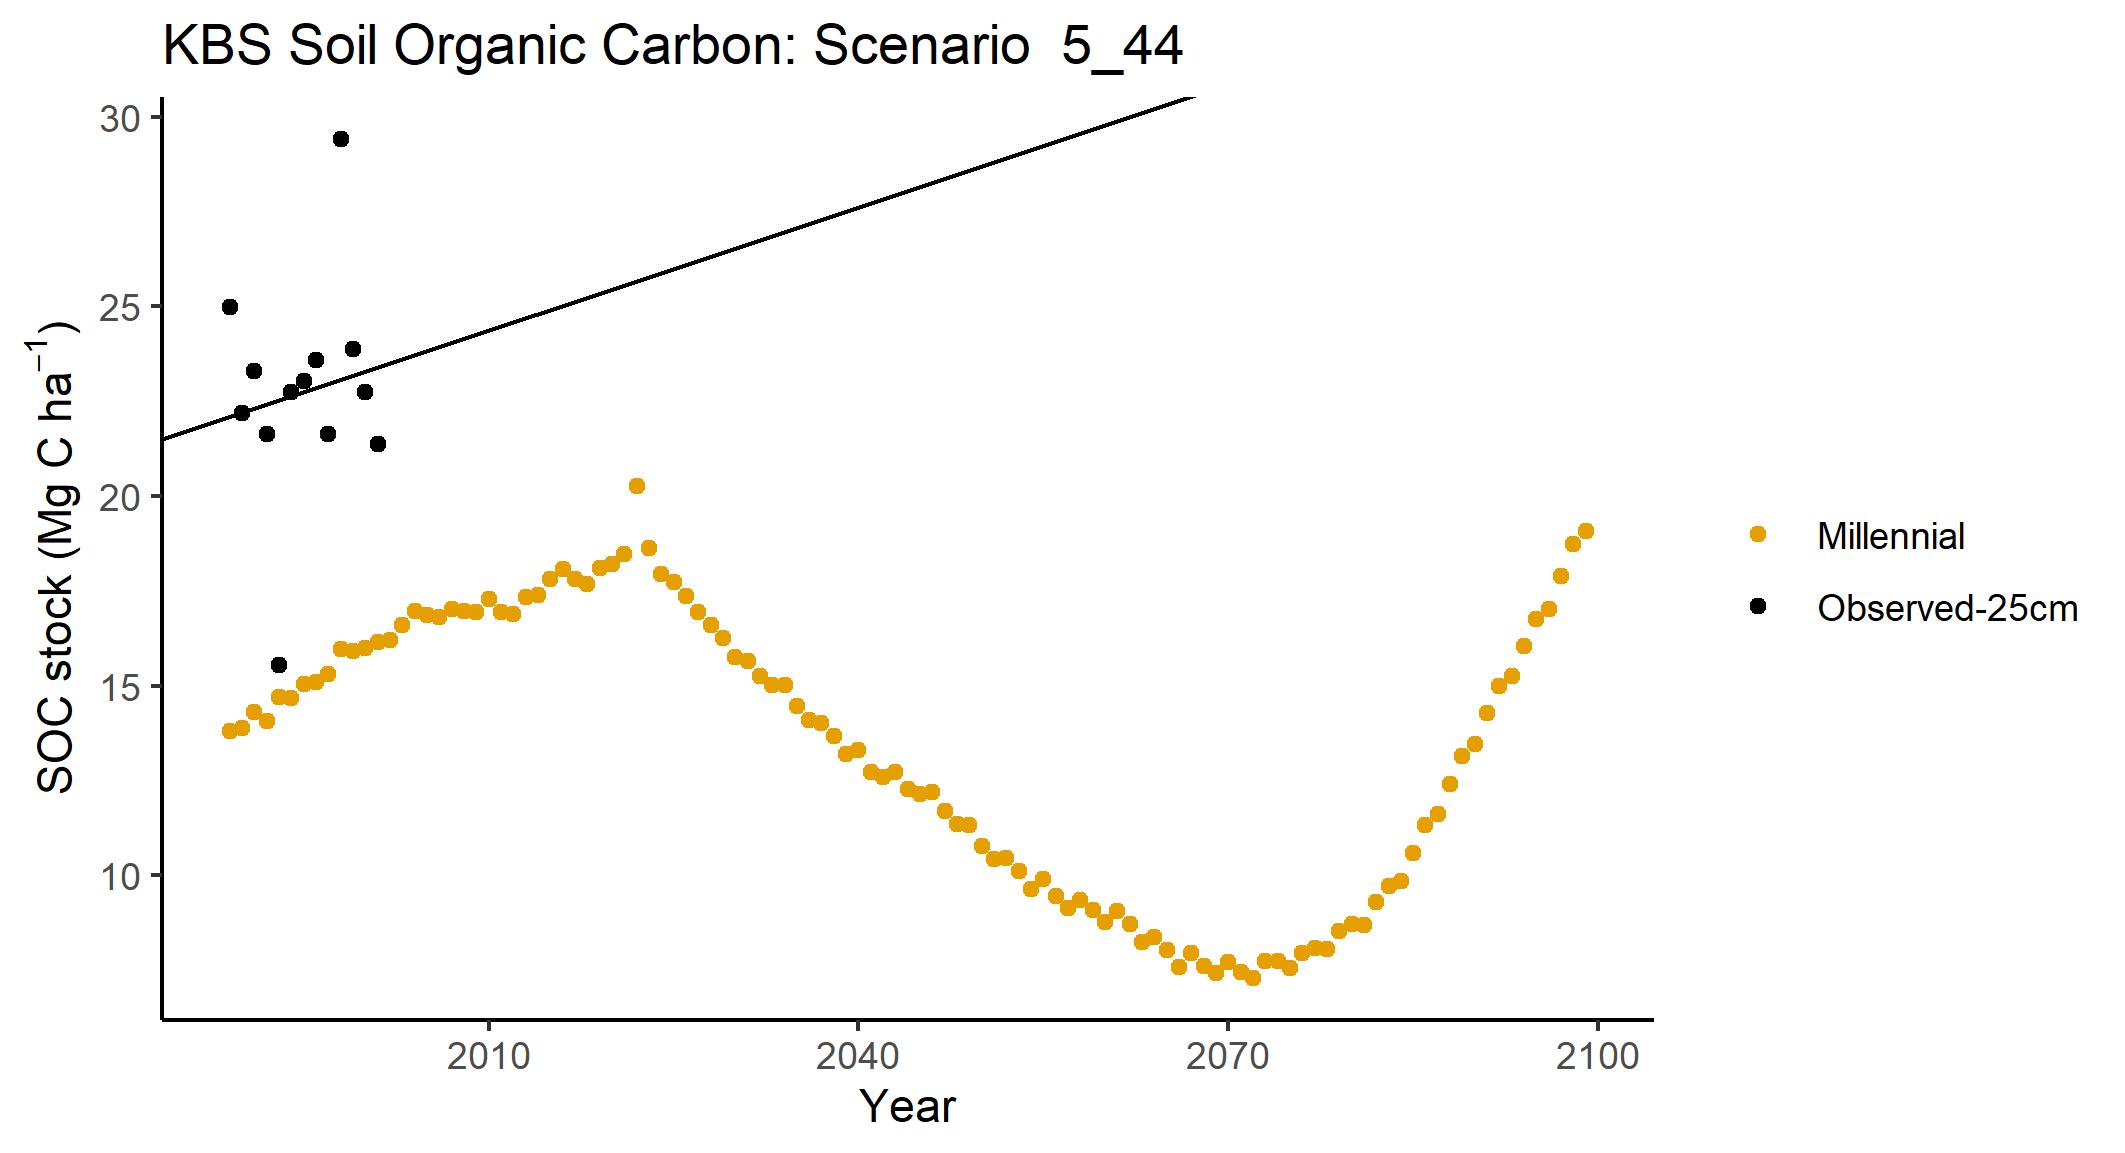 KBS Soil Organic Carbon: Scenario  5_44
SOC stock (Mg C ha⁻¹)
30
25
20
15
10
2010 2040 2070 2100
Year
Millennial
Observed-25cm